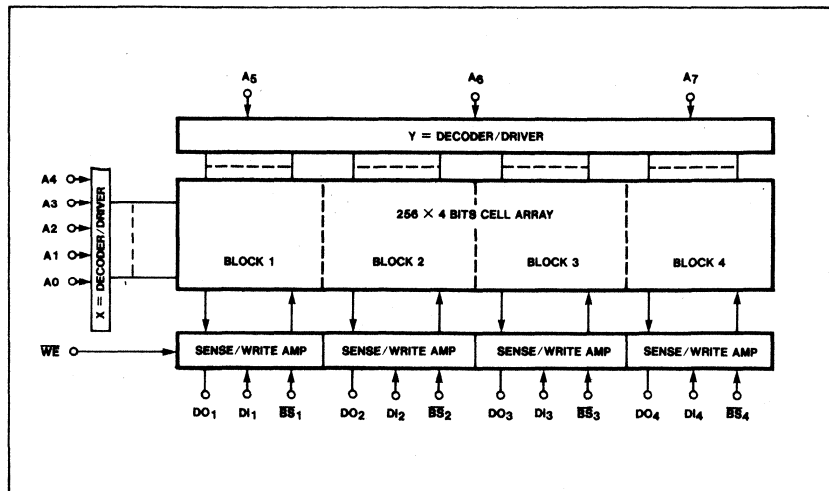 A5 A6 A7
Y = DECODER/DRIVER
A4
A3
A2
A1
A0
X = DECODER/DRIVER
256 × 4 BITS CELL ARRAY
BLOCK 1 BLOCK 2 BLOCK 3 BLOCK 4
WE
SENSE/WRITE AMP SENSE/WRITE AMP SENSE/WRITE AMP SENSE/WRITE AMP
DO1 DI1 BS1 DO2 DI2 BS2 DO3 DI3 BS3 DO4 DI4 BS4